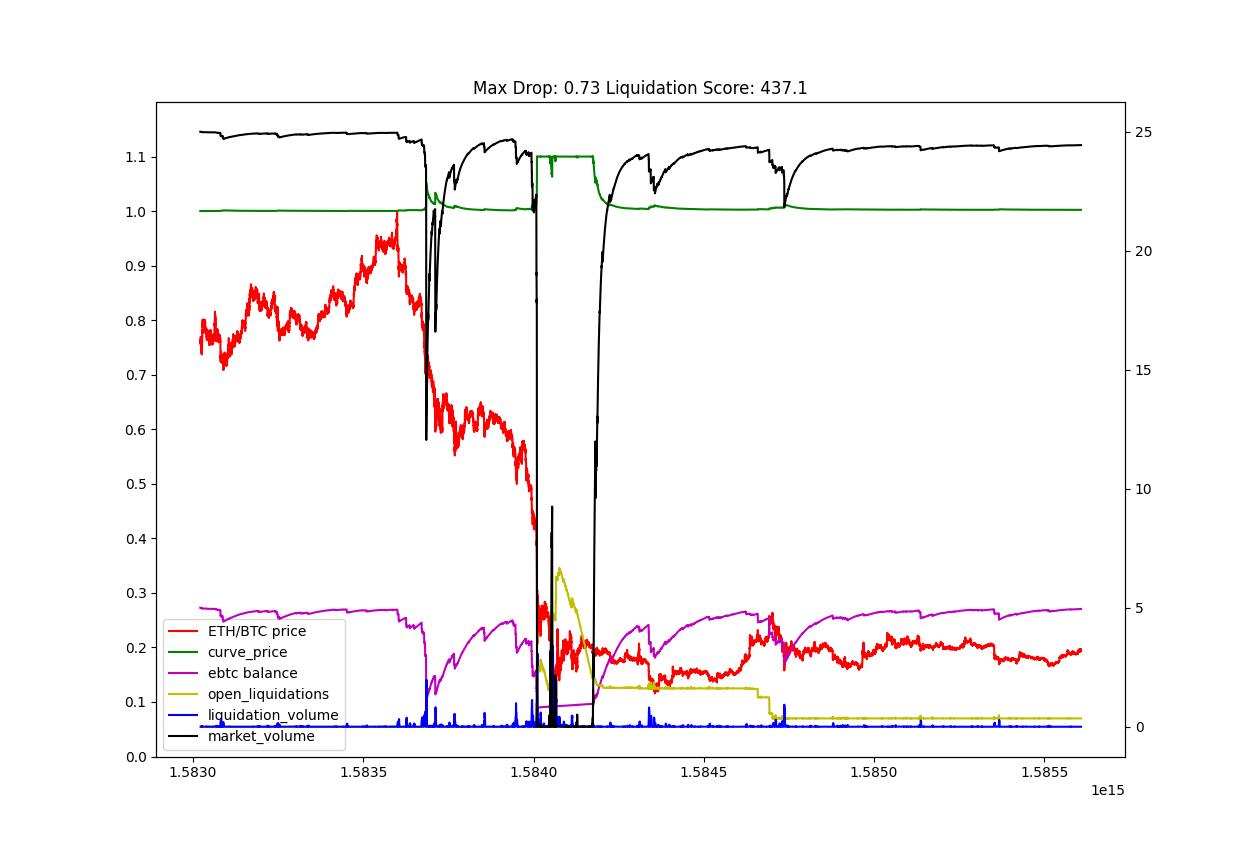 Max Drop: 0.73 Liquidation Score: 437.1
1.1
1.0
0.9
0.8
0.7
0.6
0.5
0.4
0.3
0.2
0.1
0.0
25
20
15
10
5
0
ETH/BTC price
curve_price
ebtc balance
open_liquidations
liquidation_volume
market_volume
1.5830 1.5835 1.5840 1.5845 1.5850 1.5855
1e15